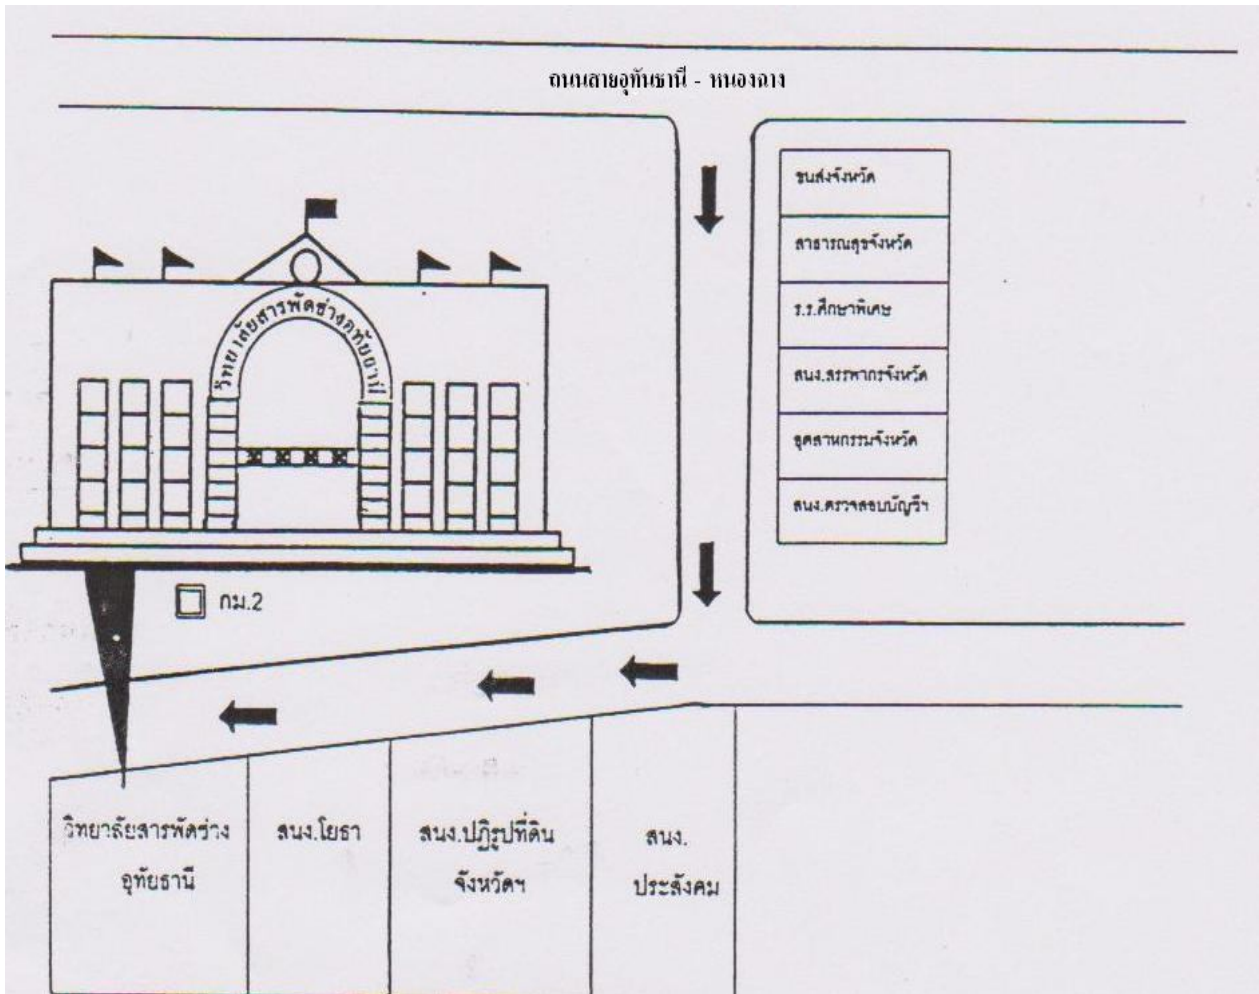 ถนนสายอุทันธานี - หนองฉาง
ขนส่งจังหวัด
สาธารณสุขจังหวัด
ร.ร.ศึกษาพิเศษ
สนง.สรรพากรจังหวัด
อุตสาหกรรมจังหวัด
สนง.ตรวจสอบบัญชีฯ
วิทยาลัยสารพัดช่างอุทัยธานี
กม.2
วิทยาลัยสารพัดช่าง
อุทัยธานี
สนง.โยธา
สนง.ปฏิรูปที่ดิน
จังหวัดฯ
สนง.
ประสังคม